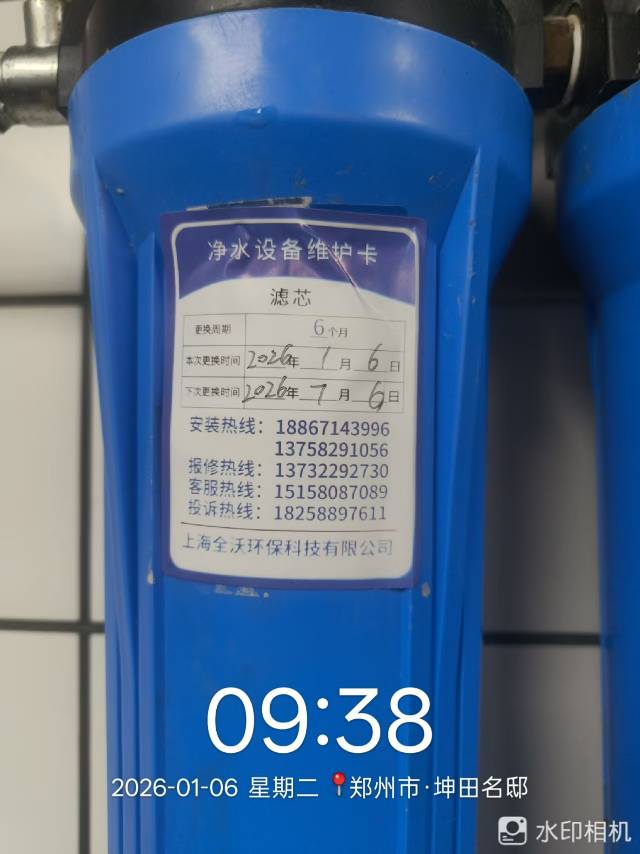 净水设备维护卡
滤芯
更换周期 6个月
本次更换时间 2026年 1月 6日
下次更换时间 2026年 7月 6日
安装热线：18867143996
13758291056
报修热线：13732292730
客服热线：15158087089
投诉热线：18258897611
上海全沃环保科技有限公司
09:38
2026-01-06 星期二 郑州市·坤田名邸
水印相机